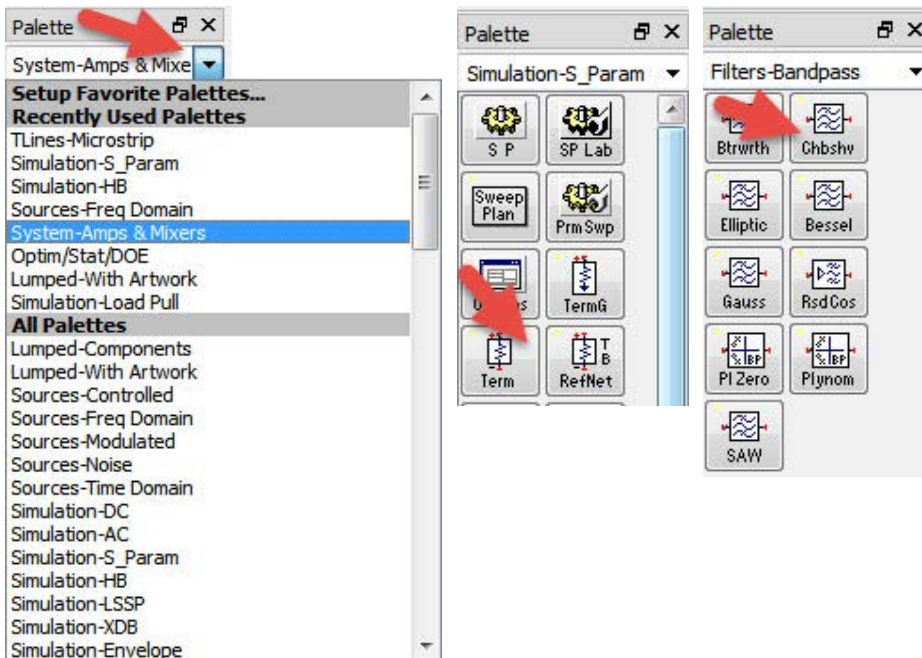 Palette
System-Amps & Mixe
Setup Favorite Palettes...
Recently Used Palettes
TLines-Microstrip
Simulation-S_Param
Simulation-HB
Sources-Freq Domain
System-Amps & Mixers
Optim/Stat/DOE
Lumped-With Artwork
Simulation-Load Pull
All Palettes
Lumped-Components
Lumped-With Artwork
Sources-Controlled
Sources-Freq Domain
Sources-Modulated
Sources-Noise
Sources-Time Domain
Simulation-DC
Simulation-AC
Simulation-S_Param
Simulation-HB
Simulation-LSSP
Simulation-XDB
Simulation-Envelope
Palette
Simulation-S_Param
S P SP Lab
Sweep Plan
Prm Swp
TermG
T
B
Term RefNet
Palette
Filters-Bandpass
Btrwrth Chbshv
Elliptic Bessel
Gauss RsdCos
BP
Pl Zero Plynom
SAW